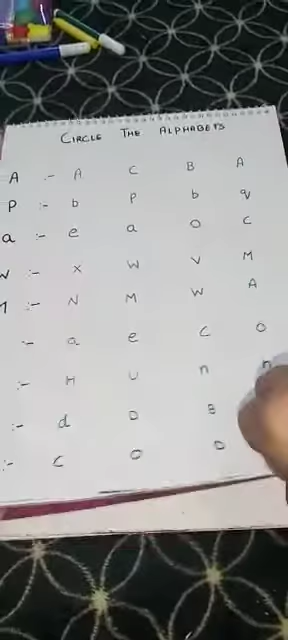 CIRCLE THE ALPHABETS
A :- A C B A
P :- b P b q
a :- e a O C
W :- X W V M
M :- N M W A
:- a e C O
:- H U n n
:- d D B
:- C O D